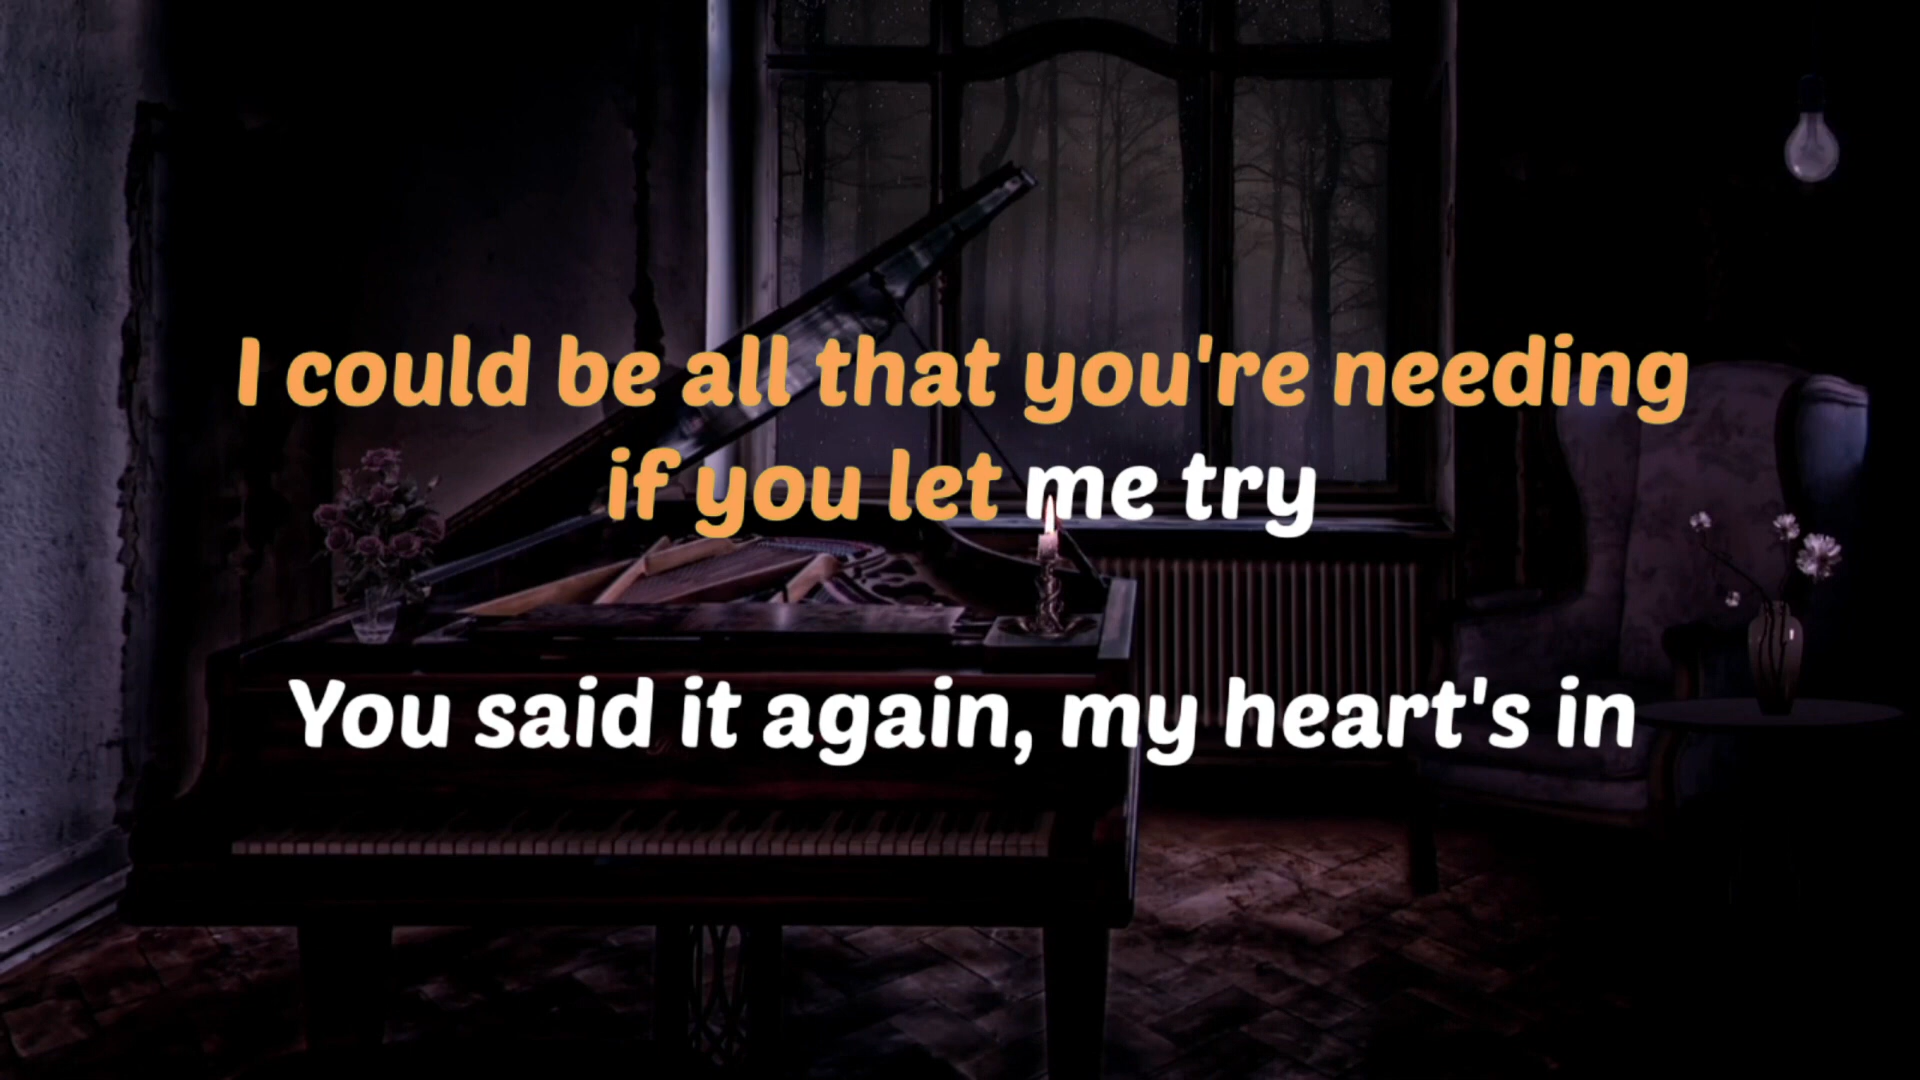 I could be all that you're needing
if you let me try
You said it again, my heart's in